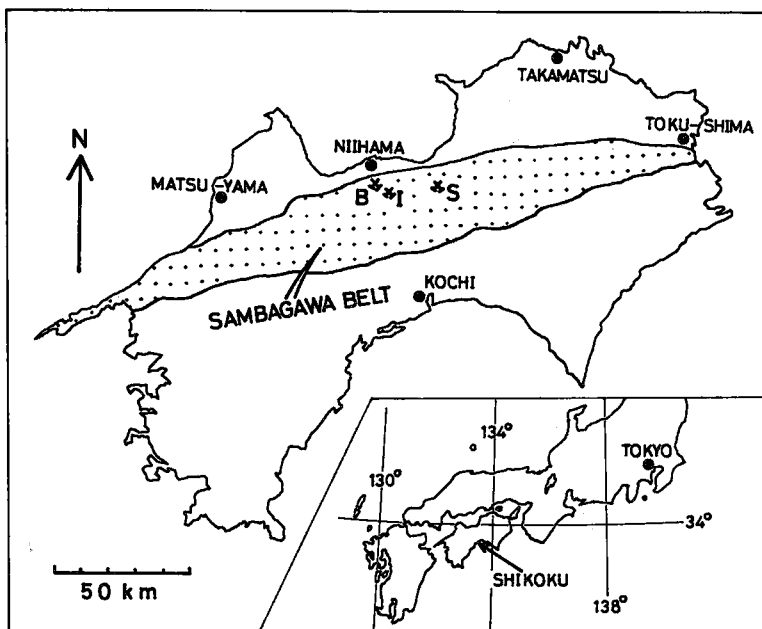 TAKAMATSU
TOKU-SHIMA
N
NIIHAMA
MATSU-YAMA
B I S
SAMBAGAWA BELT
KOCHI
134°
TOKYO
130°
34°
SHIKOKU
138°
50 km